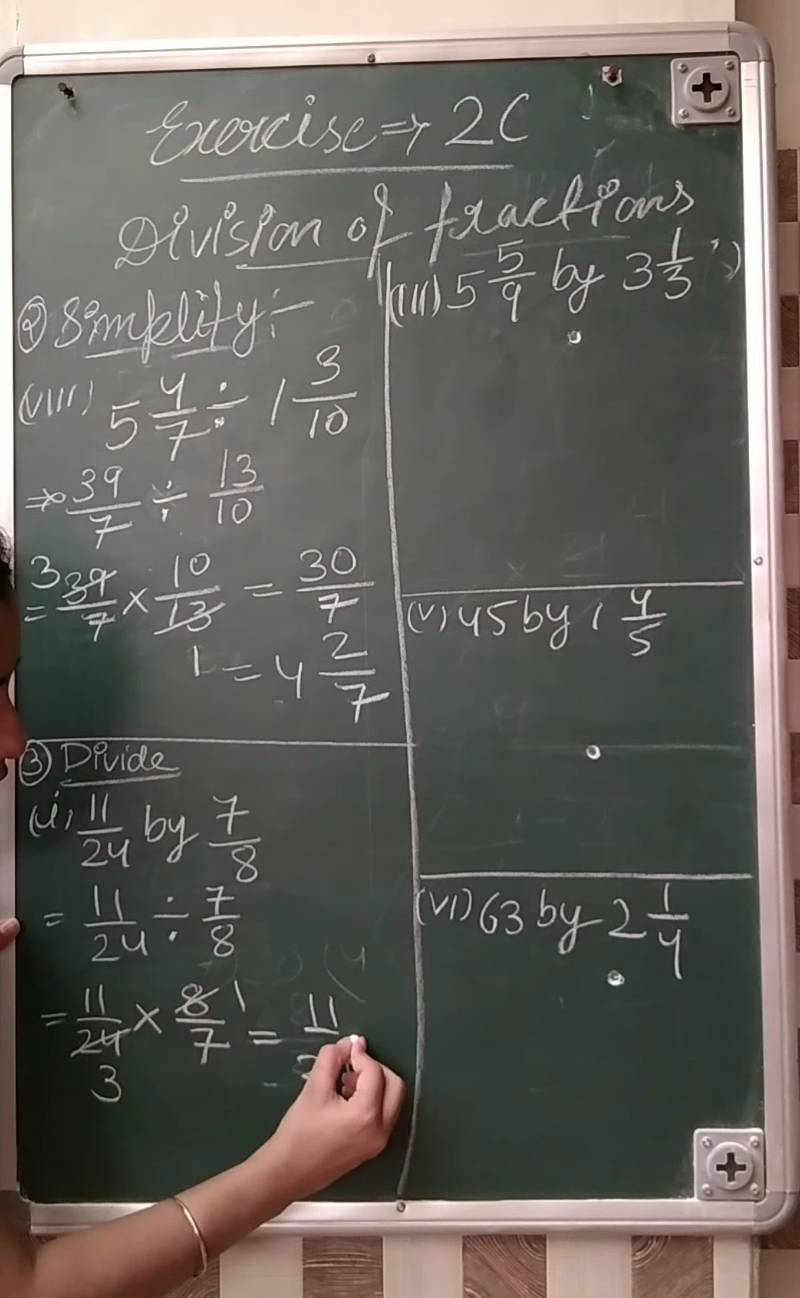 Exercise => 2C
Division of fractions
② Simplify:-
(VIII) 5 4/7 ÷ 1 3/10
=> 39/7 ÷ 13/10
= 39/7 × 10/13 = 30/7
3
1
= 4 2/7
③ Divide
(i) 11/24 by 7/8
= 11/24 ÷ 7/8
= 11/24 × 8/7 = 11
1
3
(III) 5 5/9 by 3 1/3
(V) 45 by 1 4/5
(VI) 63 by 2 1/4